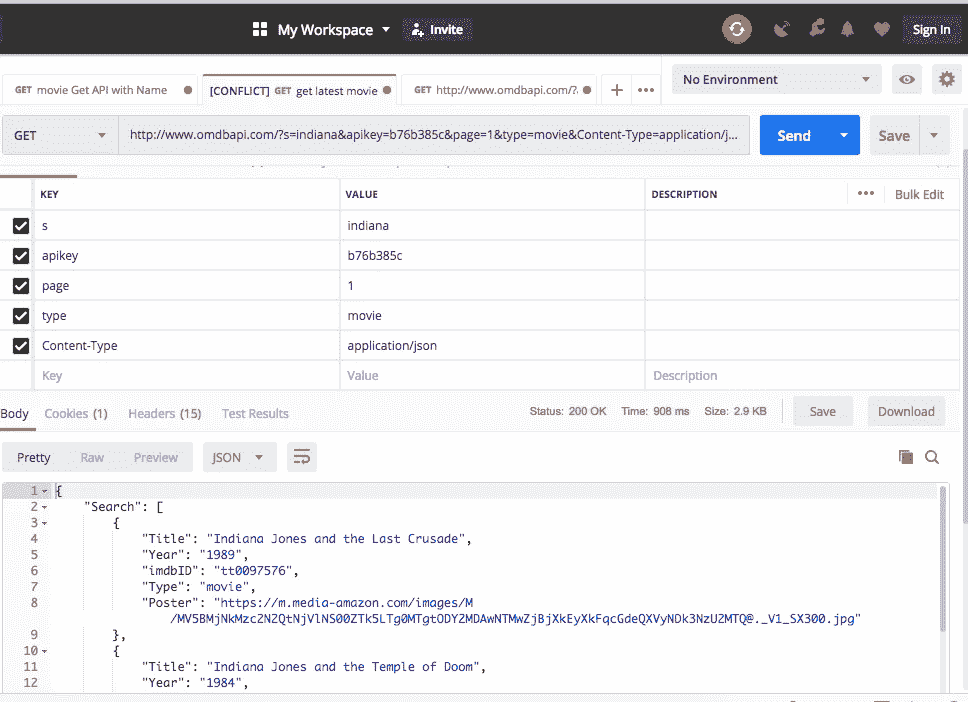 My Workspace Invite Sign In
GET movie Get API with Name [CONFLICT] GET get latest movie GET http://www.omdbapi.com/? + ••• No Environment
GET http://www.omdbapi.com/?s=indiana&apikey=b76b385c&page=1&type=movie&Content-Type=application/j... Send Save
KEY VALUE DESCRIPTION ••• Bulk Edit
s indiana
apikey b76b385c
page 1
type movie
Content-Type application/json
Key Value Description
Body Cookies (1) Headers (15) Test Results Status: 200 OK Time: 908 ms Size: 2.9 KB Save Download
Pretty Raw Preview JSON
1 {
2 "Search": [
3 {
4 "Title": "Indiana Jones and the Last Crusade",
5 "Year": "1989",
6 "imdbID": "tt0097576",
7 "Type": "movie",
8 "Poster": "https://m.media-amazon.com/images/M
/MV5BMjNkMzc2N2QtNjVlNS00ZTk5LTg0MTgtODY2MDAwNTMwZjBjXkEyXkFqcGdeQXVyNDk3NzU2MTQ@._V1_SX300.jpg"
9 },
10 {
11 "Title": "Indiana Jones and the Temple of Doom",
12 "Year": "1984",